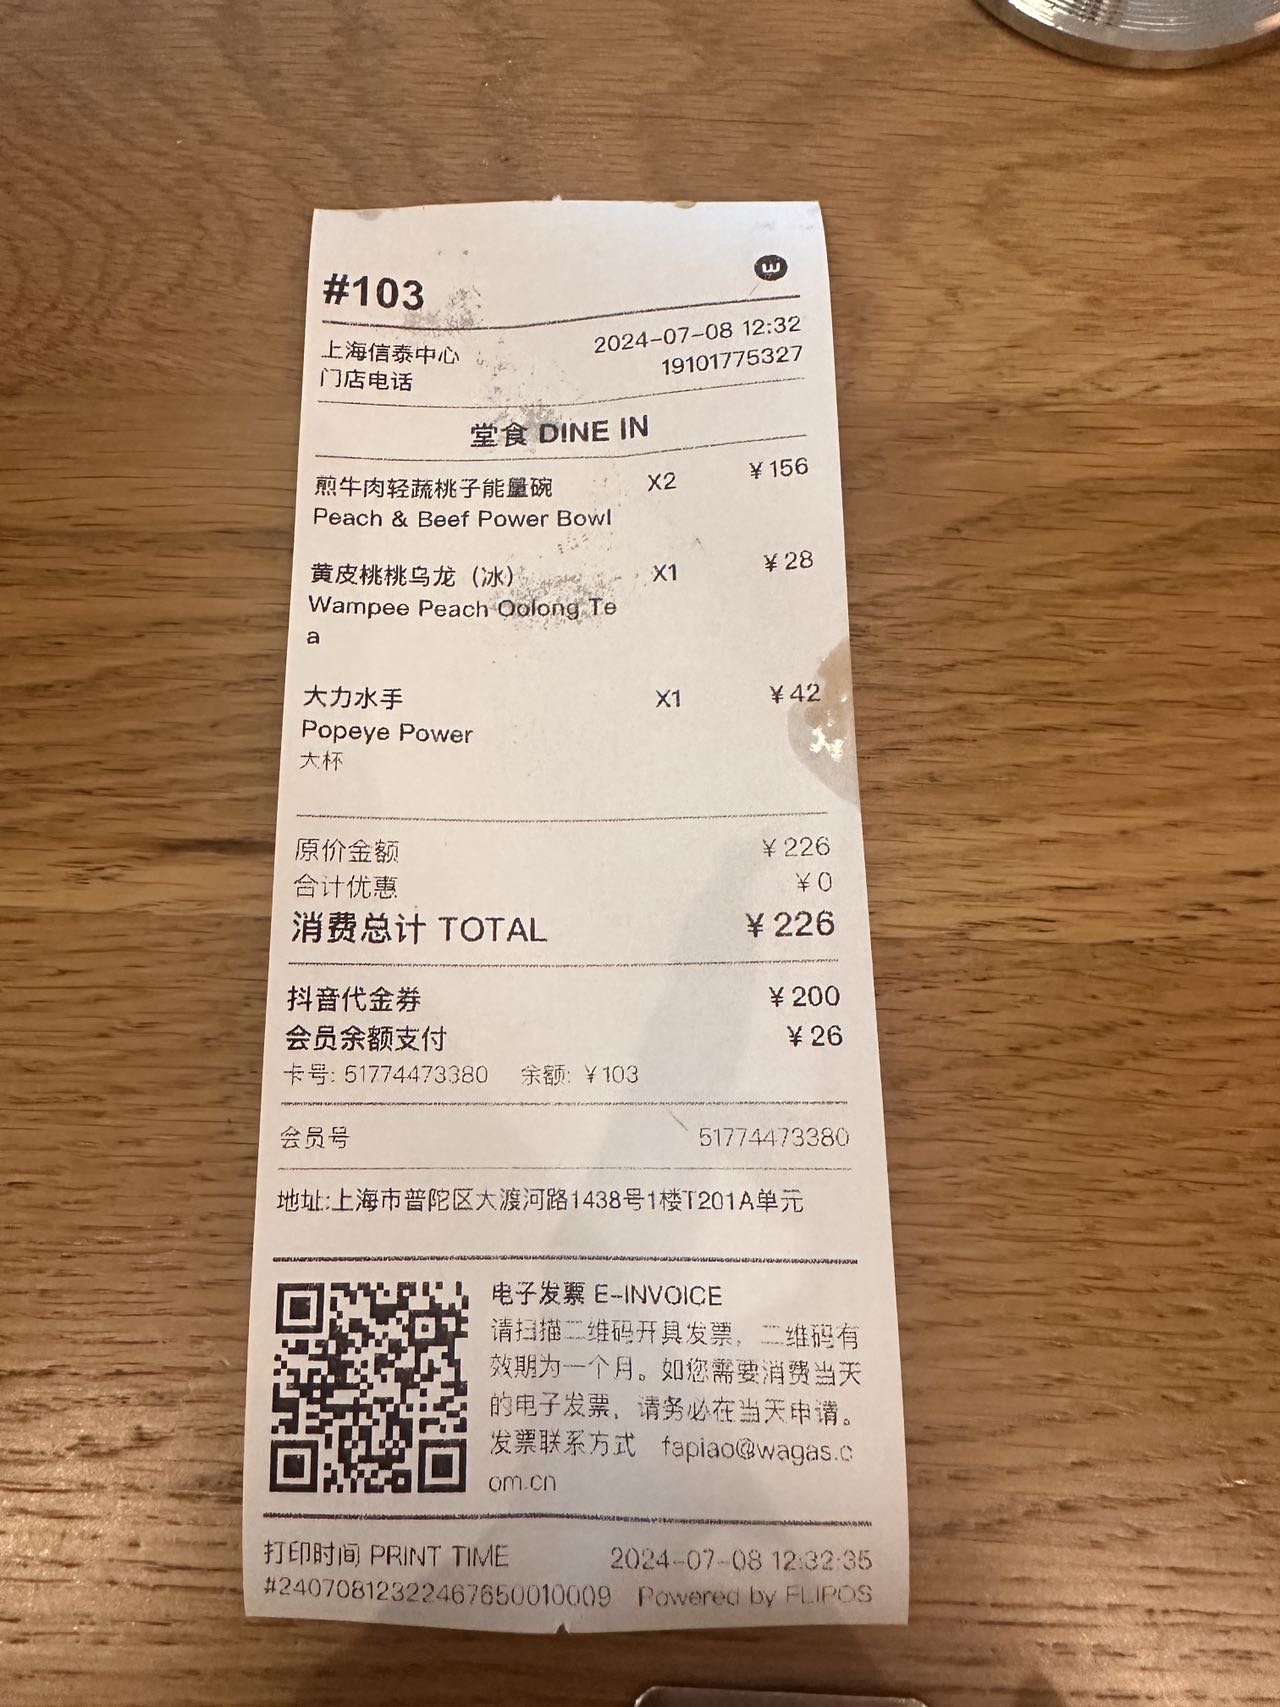 #103
上海信泰中心 2024-07-08 12:32
门店电话 19101775327
堂食 DINE IN
煎牛肉轻蔬桃子能量碗 X2 ¥156
Peach & Beef Power Bowl
黄皮桃桃乌龙（冰） X1 ¥28
Wampee Peach Oolong Te
a
大力水手 X1 ¥42
Popeye Power
大杯
原价金额 ¥226
合计优惠 ¥0
消费总计 TOTAL ¥226
抖音代金券 ¥200
会员余额支付 ¥26
卡号: 51774473380 余额: ¥103
会员号 51774473380
地址:上海市普陀区大渡河路1438号1楼T201A单元
电子发票 E-INVOICE
请扫描二维码开具发票，二维码有
效期为一个月。如您需要消费当天
的电子发票，请务必在当天申请。
发票联系方式 fapiao@wagas.c
om.cn
打印时间 PRINT TIME 2024-07-08 12:32:35
#24070812322467650010009 Powered by FLIPOS